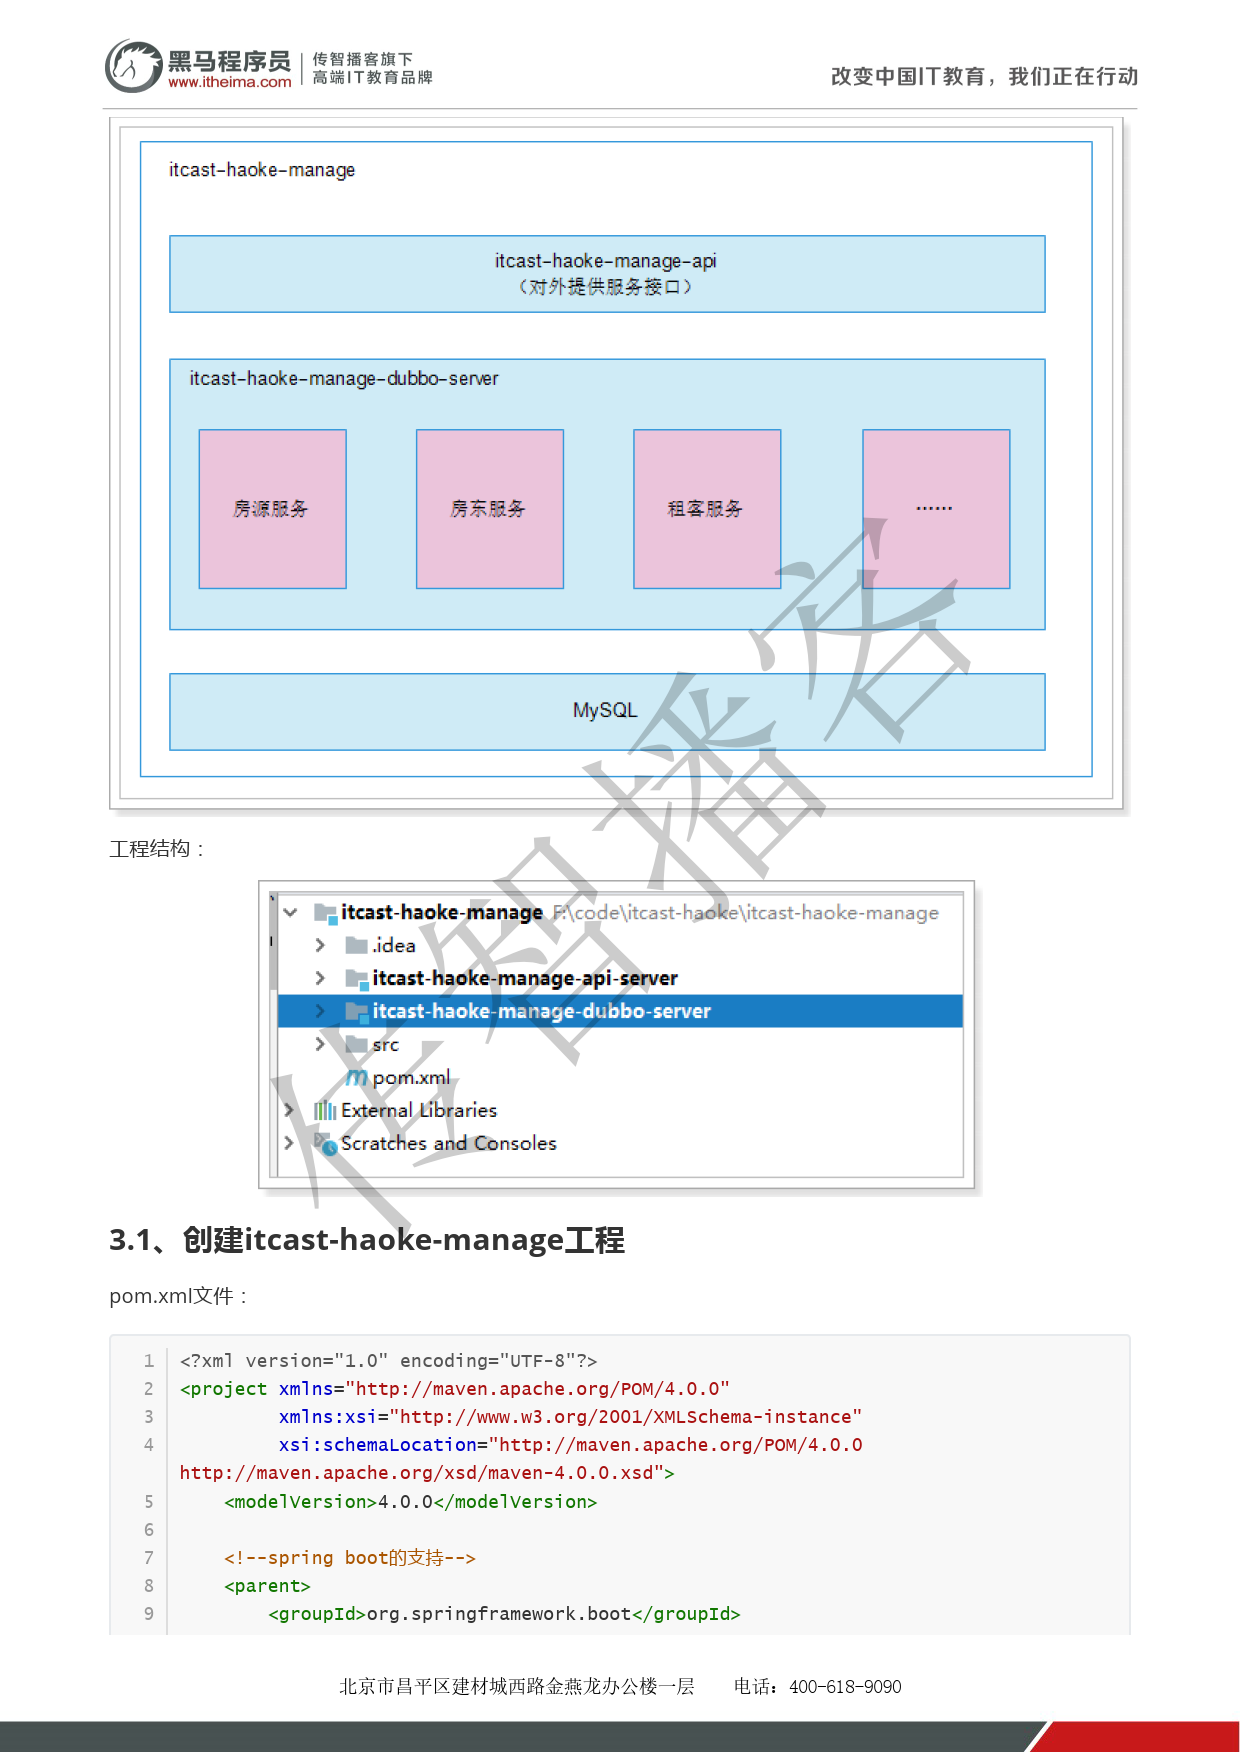 黑马程序员
www.itheima.com
传智播客旗下
高端IT教育品牌
改变中国IT教育，我们正在行动
itcast-haoke-manage
itcast-haoke-manage-api
（对外提供服务接口）
itcast-haoke-manage-dubbo-server
房源服务
房东服务
租客服务
……
MySQL
工程结构：
itcast-haoke-manage F:\code\itcast-haoke\itcast-haoke-manage
.idea
itcast-haoke-manage-api-server
itcast-haoke-manage-dubbo-server
src
pom.xml
External Libraries
Scratches and Consoles
传智播客
3.1、创建itcast-haoke-manage工程
pom.xml文件：
1 <?xml version="1.0" encoding="UTF-8"?>
2 <project xmlns="http://maven.apache.org/POM/4.0.0"
3 xmlns:xsi="http://www.w3.org/2001/XMLSchema-instance"
4 xsi:schemaLocation="http://maven.apache.org/POM/4.0.0
http://maven.apache.org/xsd/maven-4.0.0.xsd">
5 <modelVersion>4.0.0</modelVersion>
6
7 <!--spring boot的支持-->
8 <parent>
9 <groupId>org.springframework.boot</groupId>
北京市昌平区建材城西路金燕龙办公楼一层 电话：400-618-9090